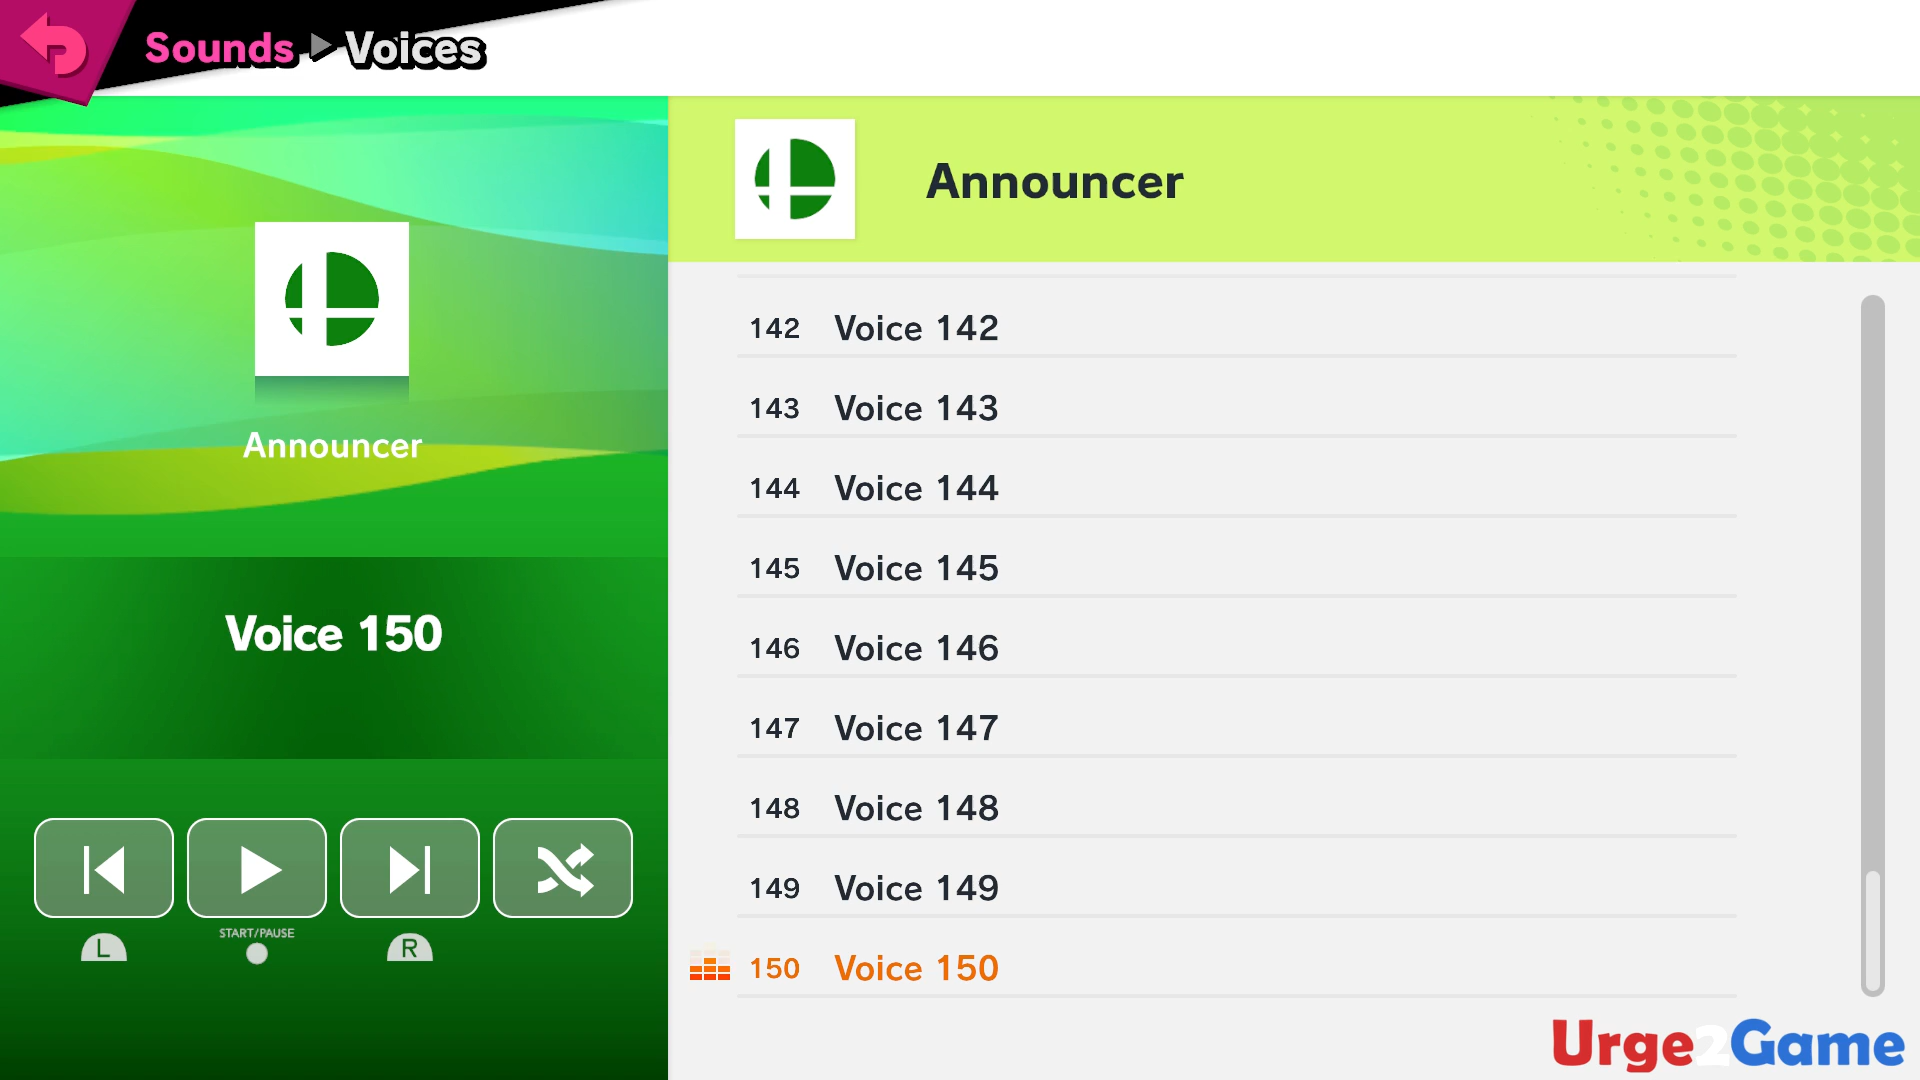 Sounds Voices
Announcer
Announcer
Voice 150
L
START/PAUSE
R
142 Voice 142
143 Voice 143
144 Voice 144
145 Voice 145
146 Voice 146
147 Voice 147
148 Voice 148
149 Voice 149
150 Voice 150
Urge2Game